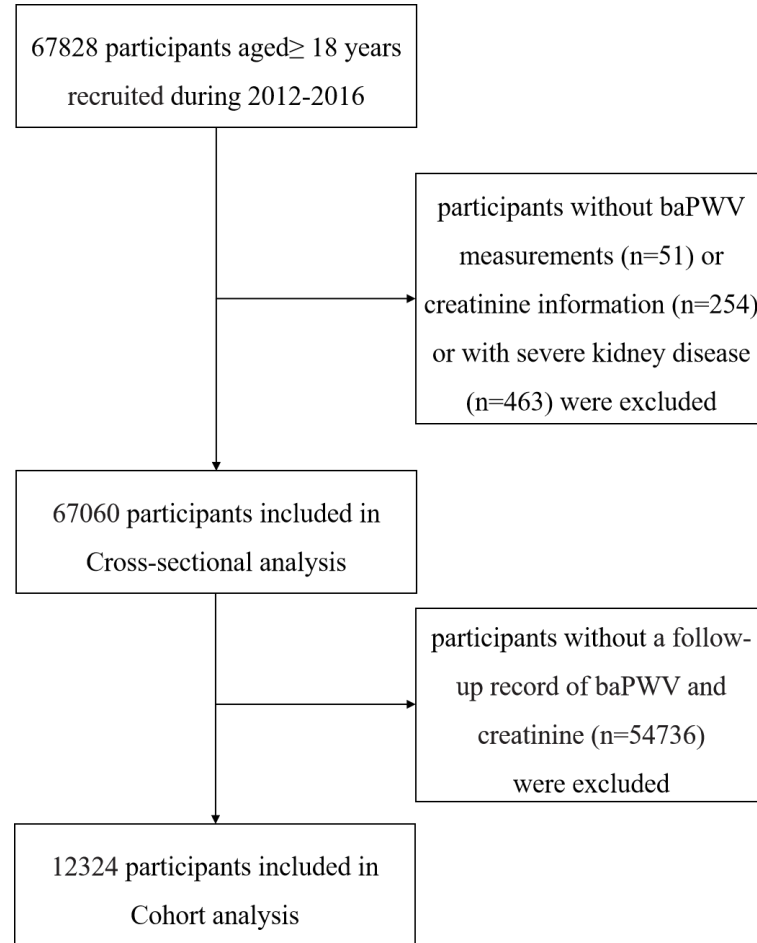 67828 participants aged≥ 18 years
recruited during 2012-2016
participants without baPWV
measurements (n=51) or
creatinine information (n=254)
or with severe kidney disease
(n=463) were excluded
67060 participants included in
Cross-sectional analysis
participants without a follow-
up record of baPWV and
creatinine (n=54736)
were excluded
12324 participants included in
Cohort analysis